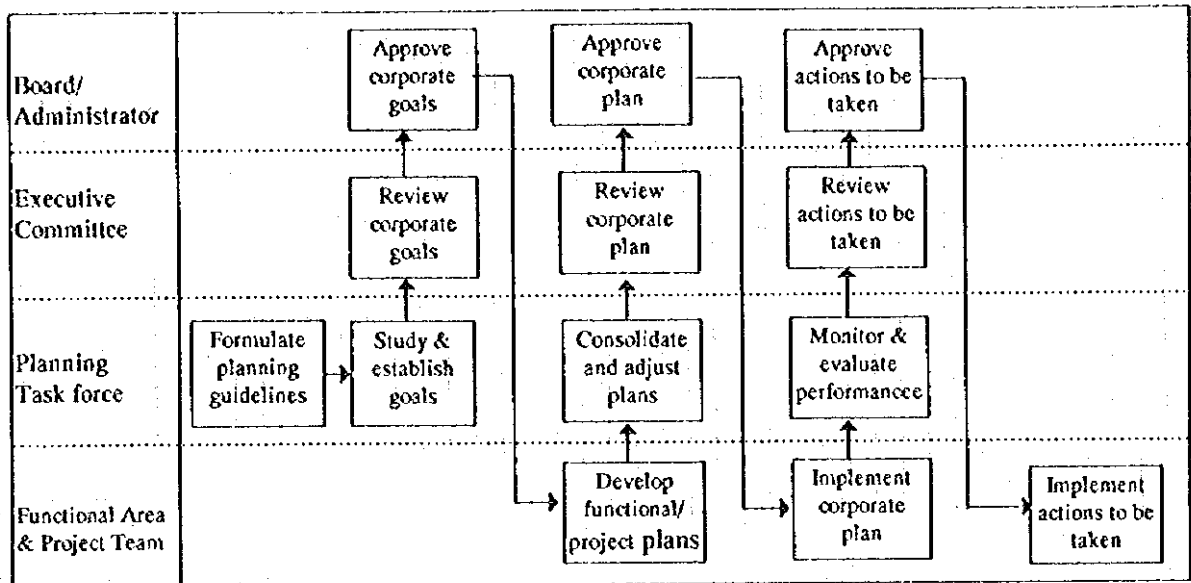 Board/
Administrator
Approve
corporate
goals
Approve
corporate
plan
Approve
actions to be
taken
Executive
Committee
Review
corporate
goals
Review
corporate
plan
Review
actions to be
taken
Planning
Task force
Formulate
planning
guidelines
Study &
establish
goals
Consolidate
and adjust
plans
Monitor &
evaluate
performancee
Functional Area
& Project Team
Develop
functional/
project plans
Implement
corporate
plan
Implement
actions to be
taken